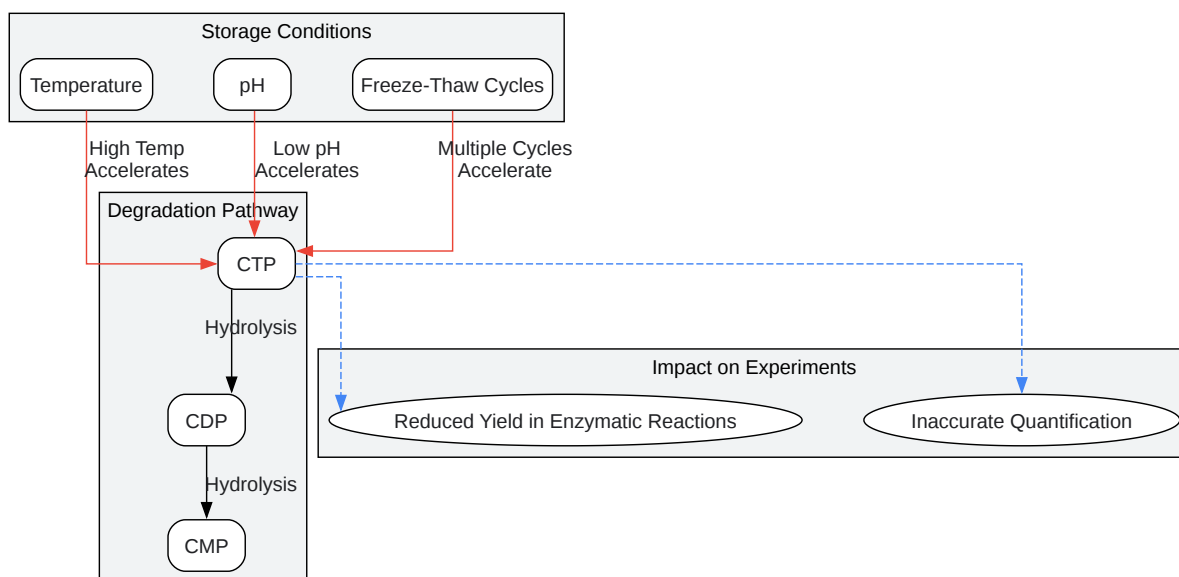 Storage Conditions
Temperature
pH
Freeze-Thaw Cycles
High Temp
Accelerates
Low pH
Accelerates
Multiple Cycles
Accelerate
Degradation Pathway
CTP
Hydrolysis
Impact on Experiments
CDP
Reduced Yield in Enzymatic Reactions
Inaccurate Quantification
Hydrolysis
CMP